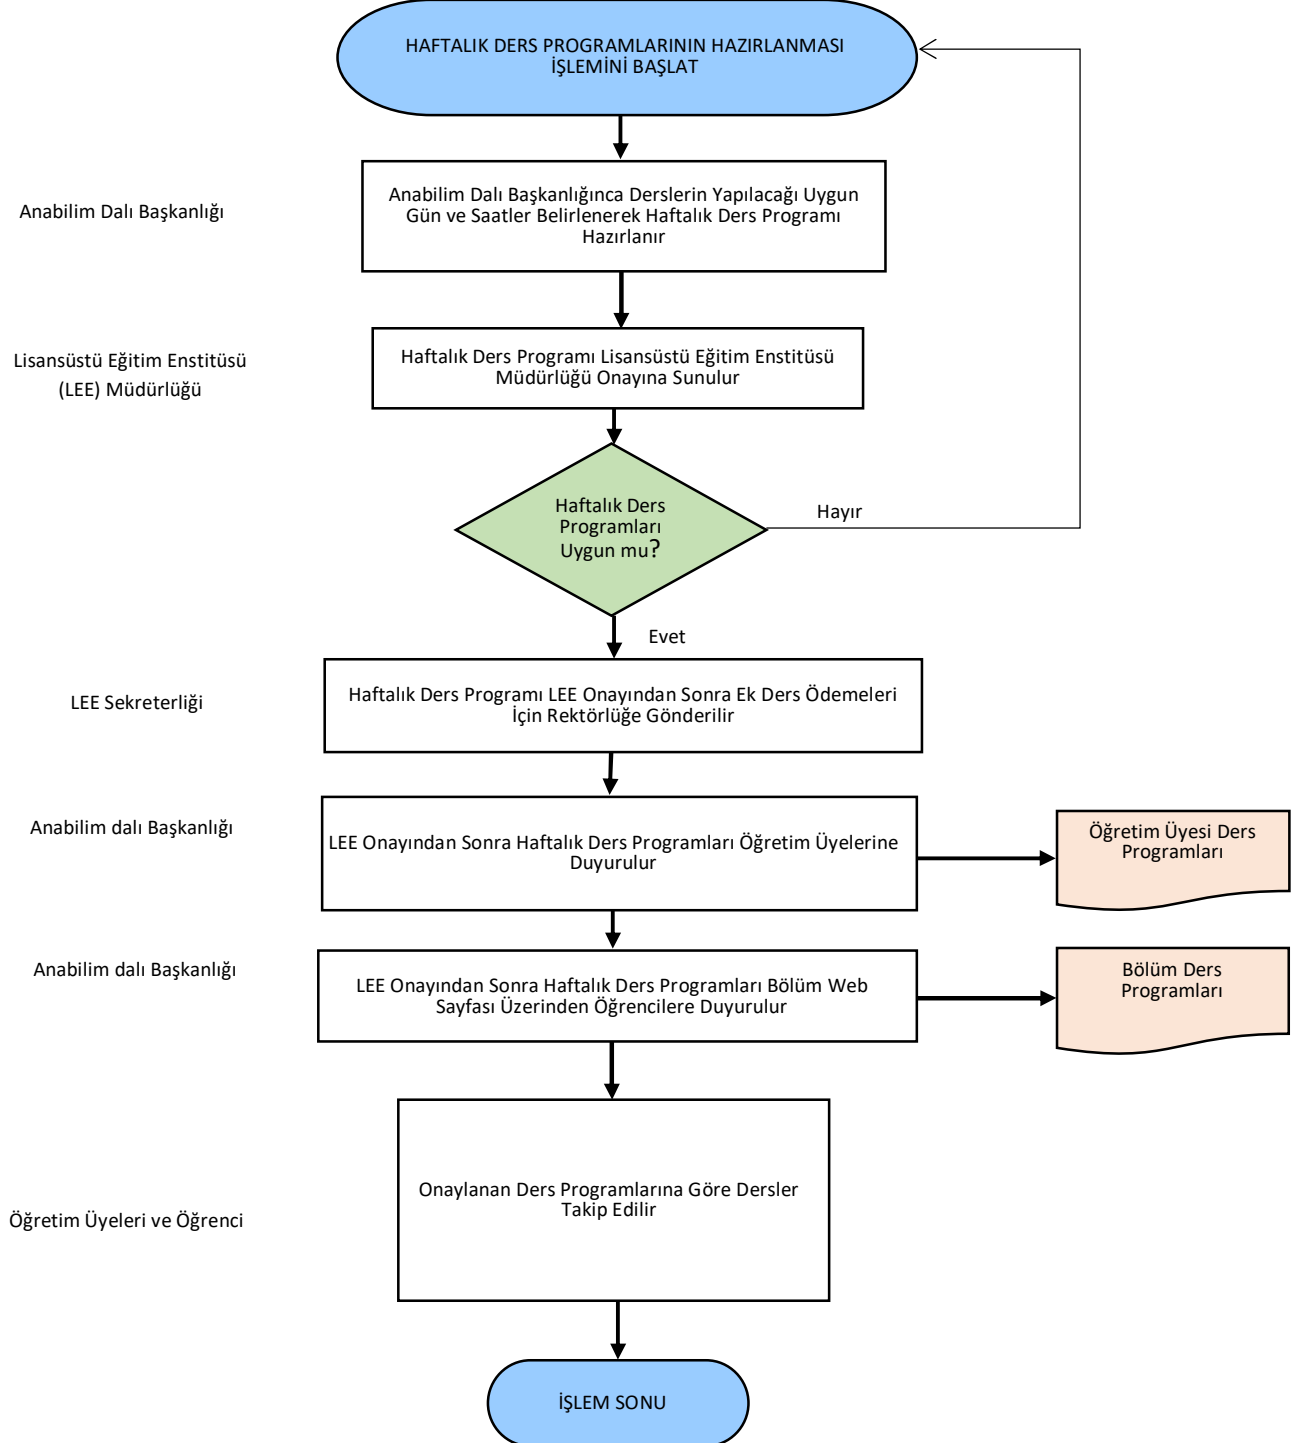 HAFTALIK DERS PROGRAMLARININ HAZIRLANMASI
İŞLEMİNİ BAŞLAT
Anabilim Dalı Başkanlığı
Anabilim Dalı Başkanlığınca Derslerin Yapılacağı Uygun
Gün ve Saatler Belirlenerek Haftalık Ders Programı
Hazırlanır
Lisansüstü Eğitim Enstitüsü
(LEE) Müdürlüğü
Haftalık Ders Programı Lisansüstü Eğitim Enstitüsü
Müdürlüğü Onayına Sunulur
Haftalık Ders
Programları
Uygun mu?
Hayır
Evet
LEE Sekreterliği
Haftalık Ders Programı LEE Onayından Sonra Ek Ders Ödemeleri
İçin Rektörlüğe Gönderilir
Anabilim dalı Başkanlığı
LEE Onayından Sonra Haftalık Ders Programları Öğretim Üyelerine
Duyurulur
Öğretim Üyesi Ders
Programları
Anabilim dalı Başkanlığı
LEE Onayından Sonra Haftalık Ders Programları Bölüm Web
Sayfası Üzerinden Öğrencilere Duyurulur
Bölüm Ders
Programları
Öğretim Üyeleri ve Öğrenci
Onaylanan Ders Programlarına Göre Dersler
Takip Edilir
İŞLEM SONU